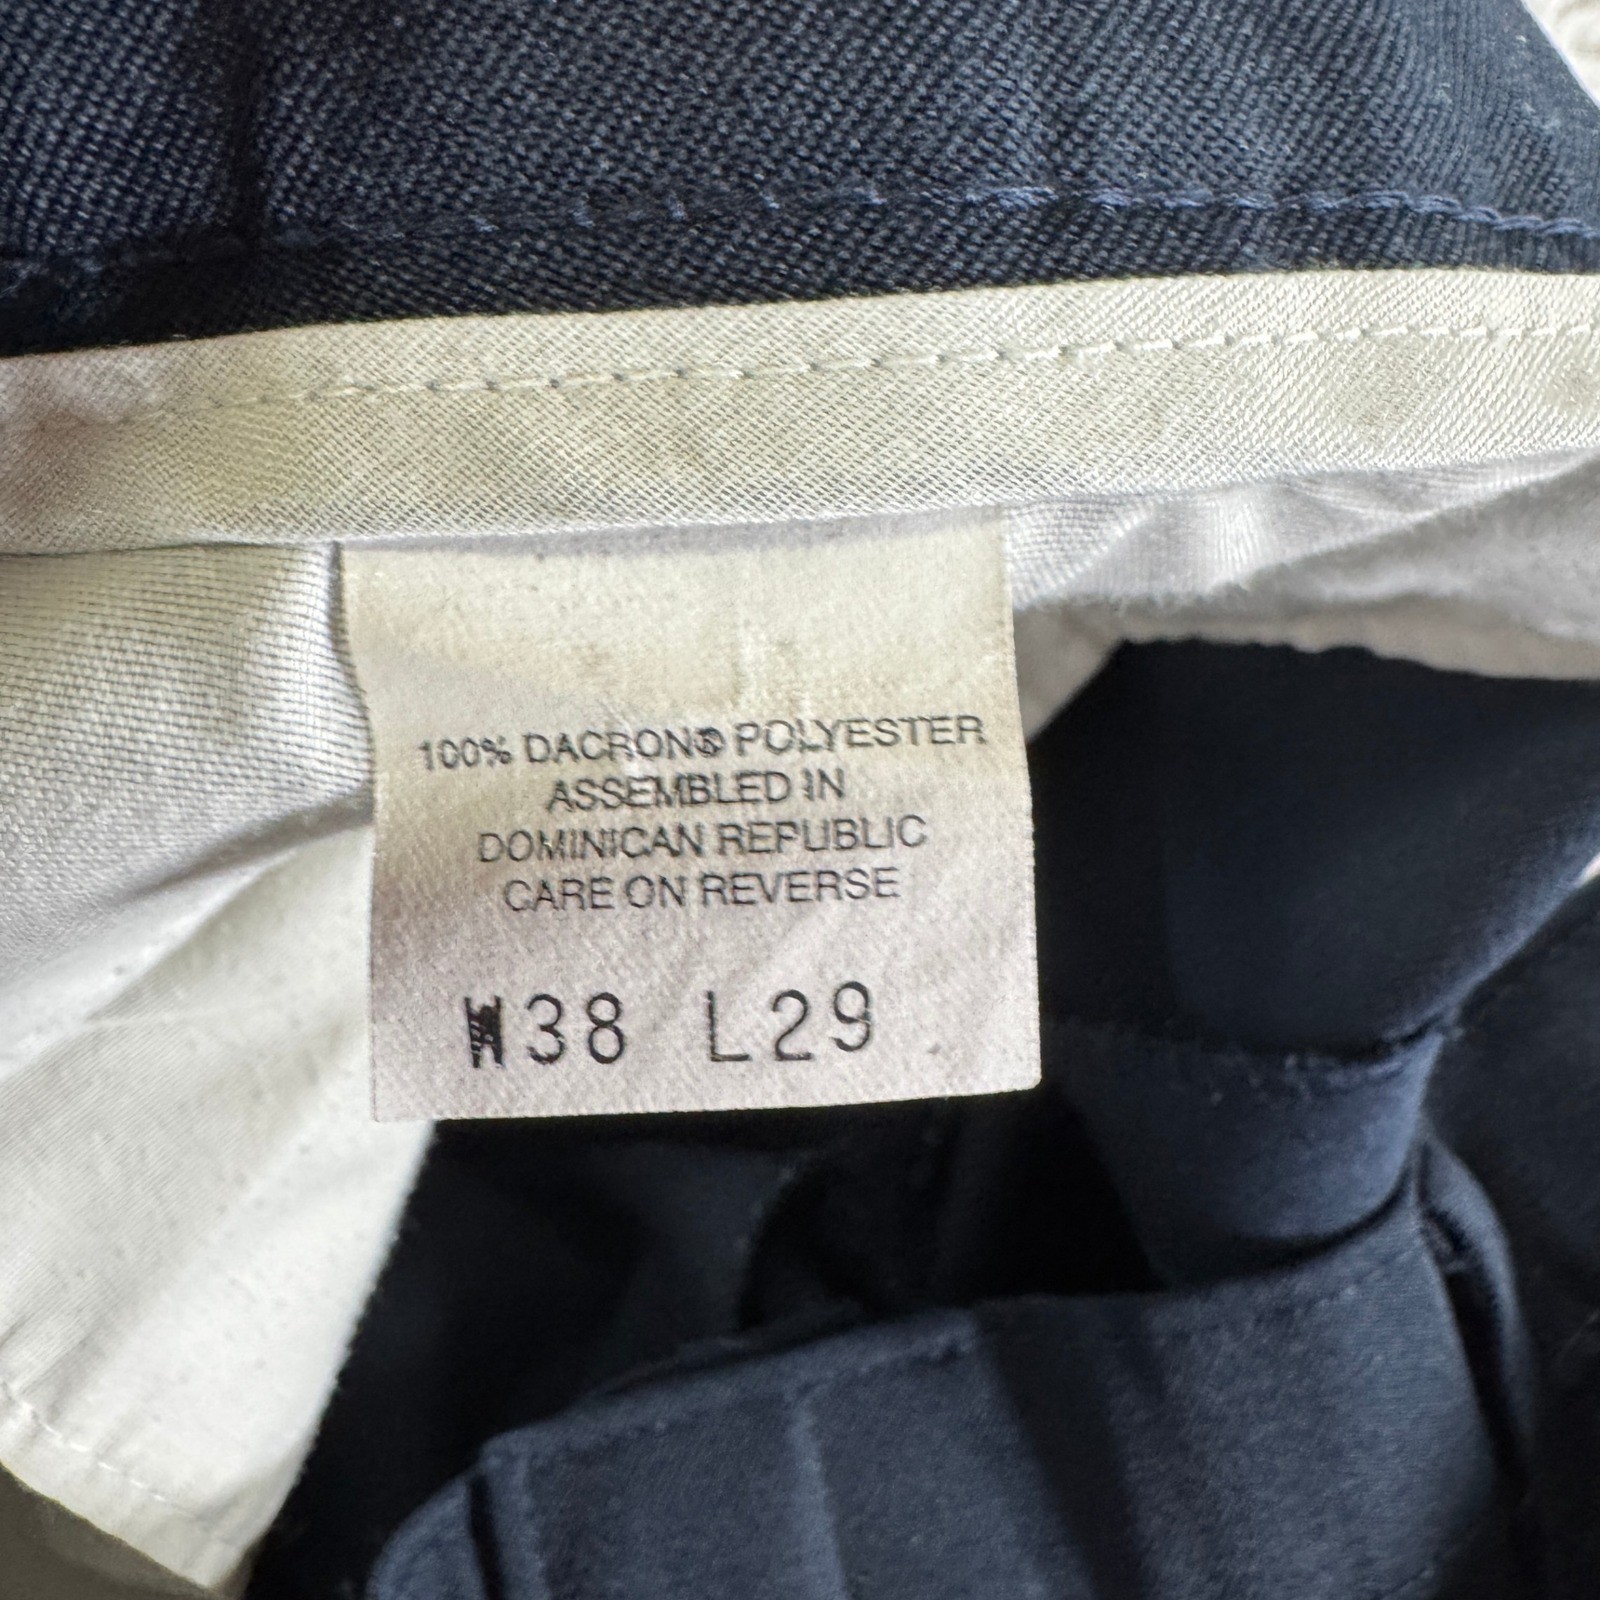 100% DACRON® POLYESTER
ASSEMBLED IN
DOMINICAN REPUBLIC
CARE ON REVERSE
W38 L29